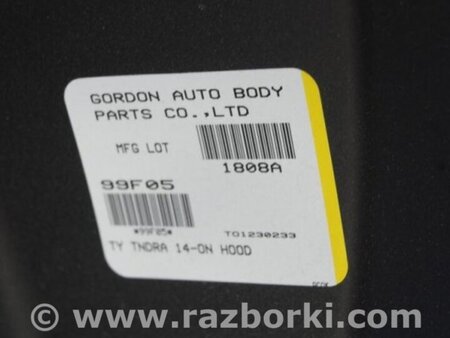 GORDON AUTO BODY
PARTS CO.,LTD
MFG LOT
1808A
99F05
*99F05*
TO1230233
TY TNDRA 14-ON HOOD
www.razborki.com